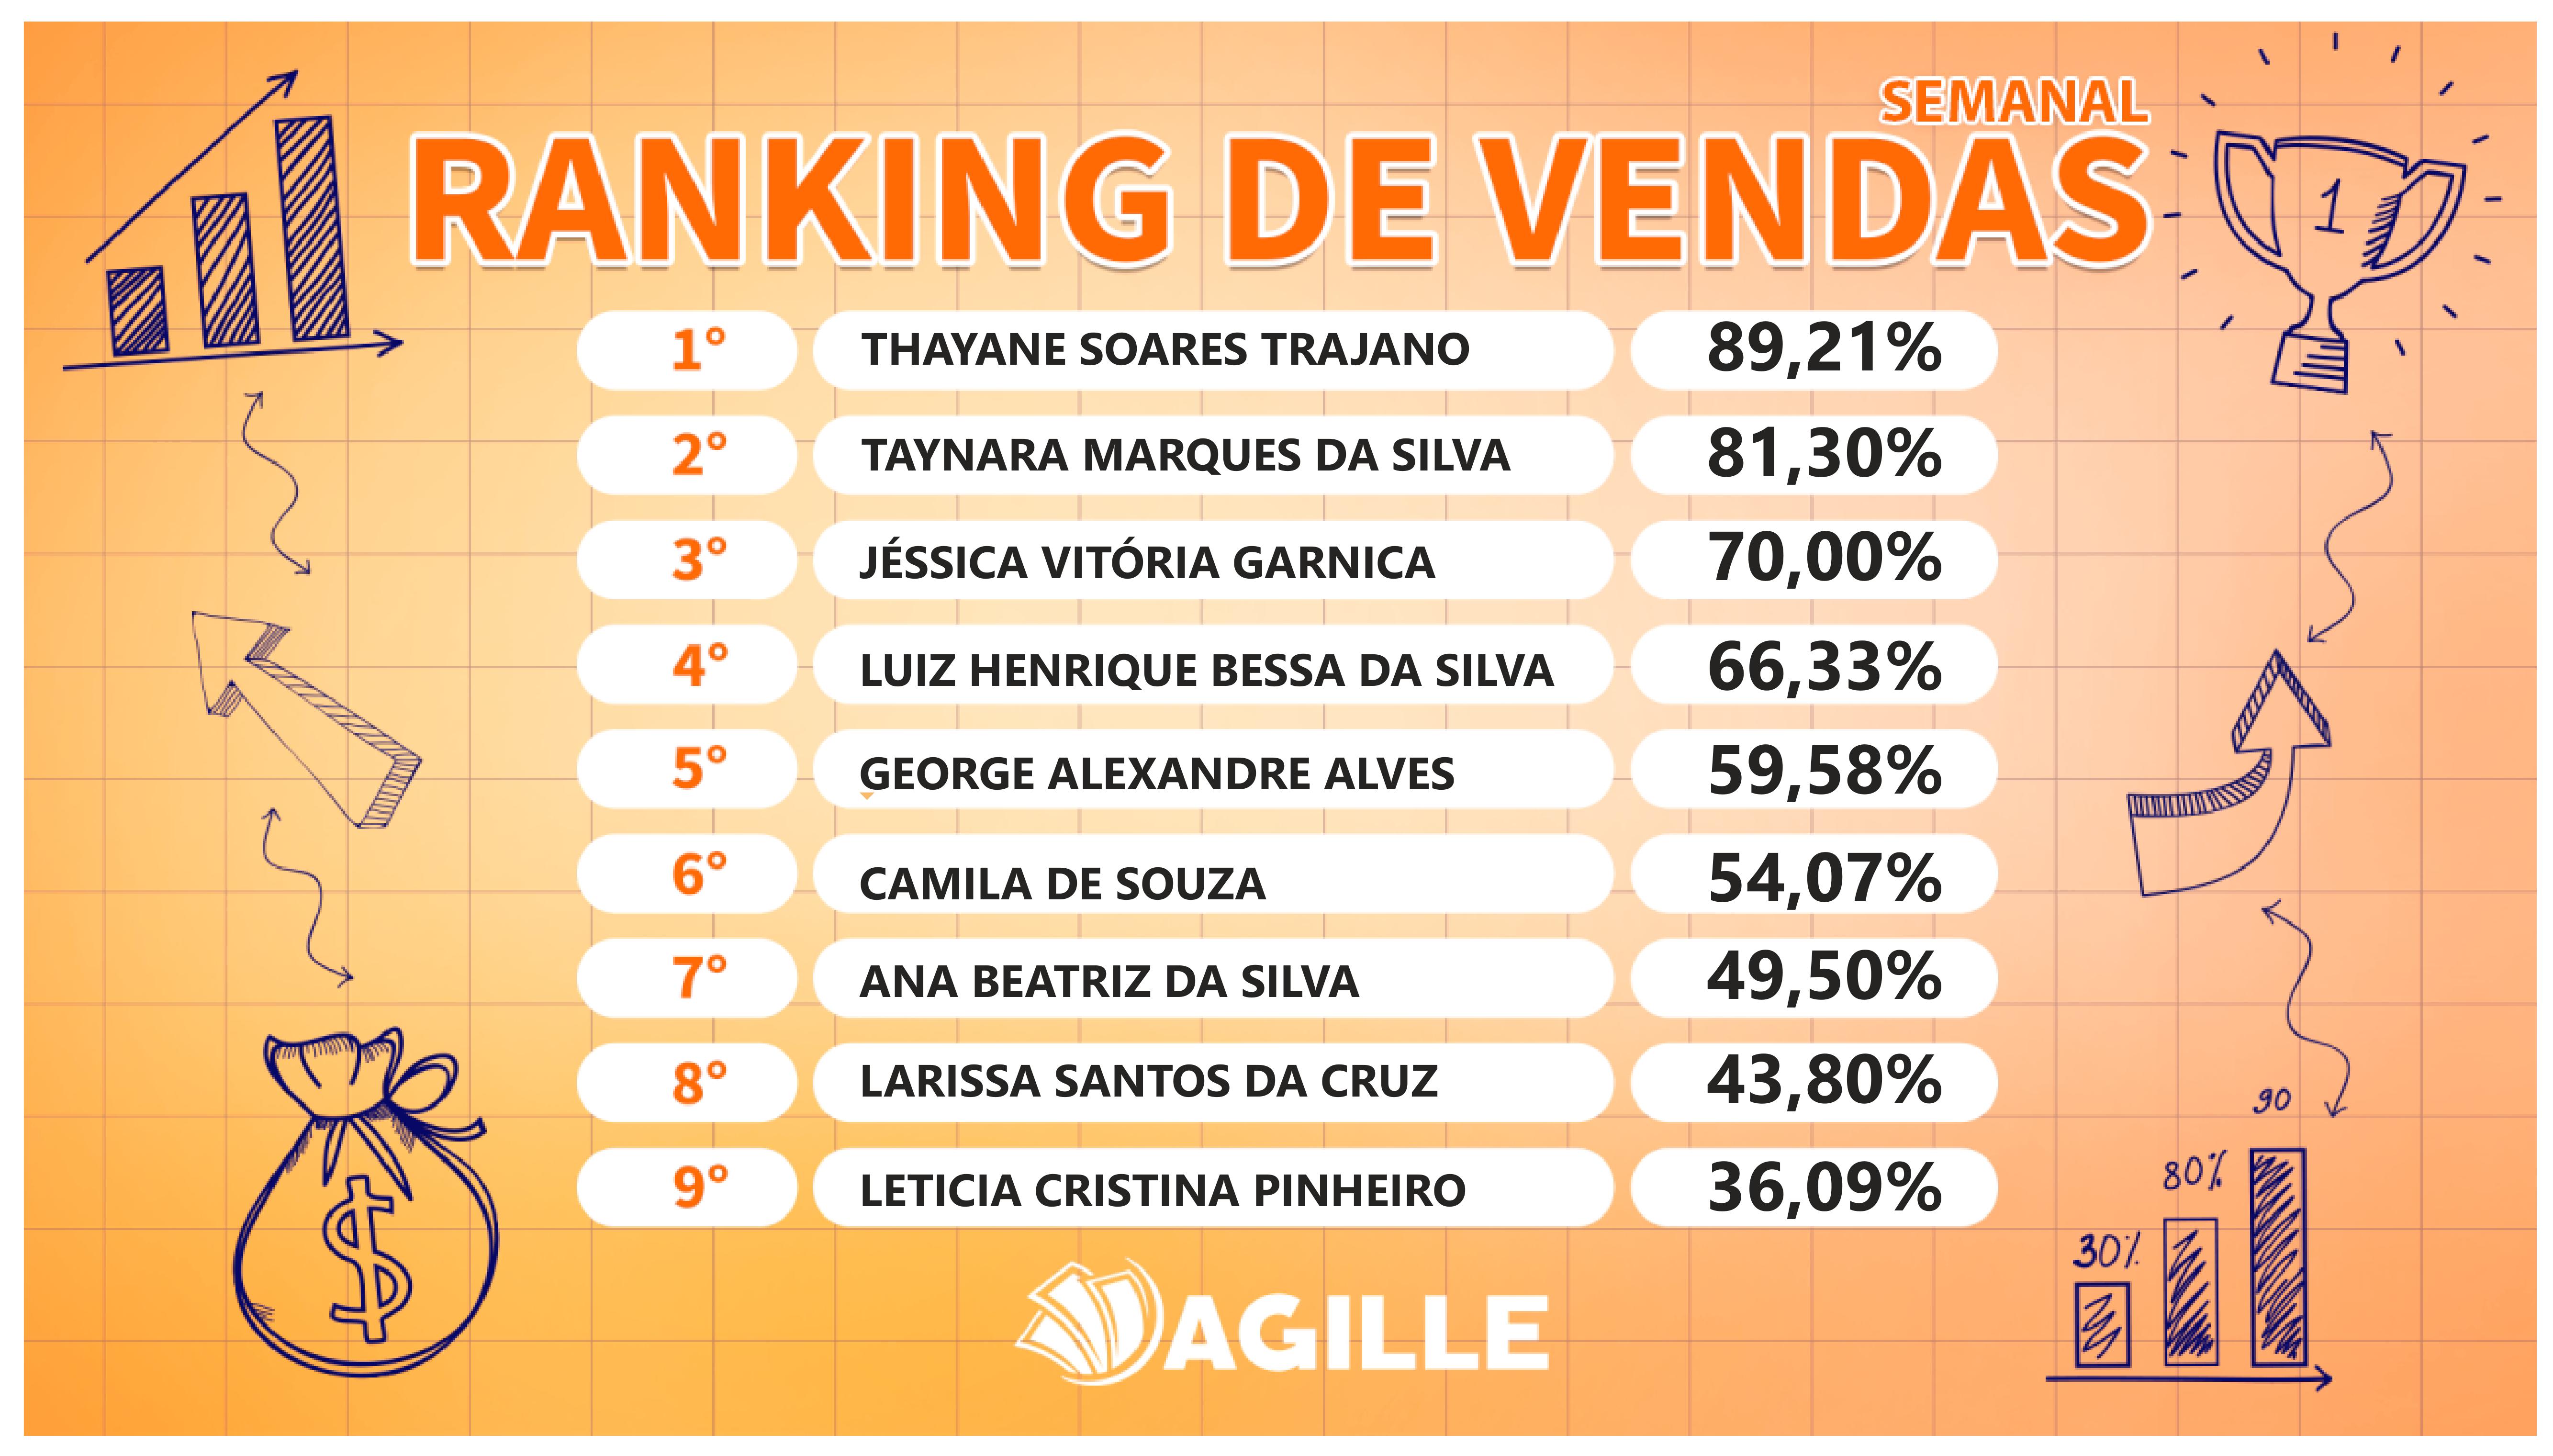 SEMANAL
RANKING DE VENDAS
1
1° THAYANE SOARES TRAJANO 89,21%
2° TAYNARA MARQUES DA SILVA 81,30%
3° JÉSSICA VITÓRIA GARNICA 70,00%
4° LUIZ HENRIQUE BESSA DA SILVA 66,33%
5° GEORGE ALEXANDRE ALVES 59,58%
6° CAMILA DE SOUZA 54,07%
7° ANA BEATRIZ DA SILVA 49,50%
8° LARISSA SANTOS DA CRUZ 43,80%
9° LETICIA CRISTINA PINHEIRO 36,09%
$
90
80%
30%
AGILLE